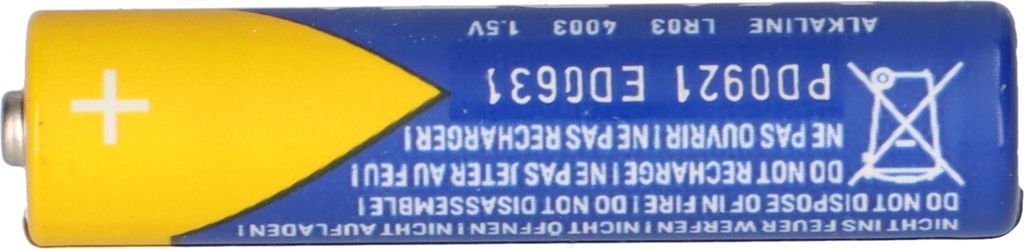 NICHT INS FEUER WERFEN! NICHT ÖFFNEN! NICHT AUFLADEN!
DO NOT DISPOSE OF IN FIRE! DO NOT DISASSEMBLE!
DO NOT RECHARGE! NE PAS JETER AU FEU!
NE PAS OUVRIR! NE PAS RECHARGER!
PD0921 ED0631
ALKALINE LR03 4003 1.5V
+